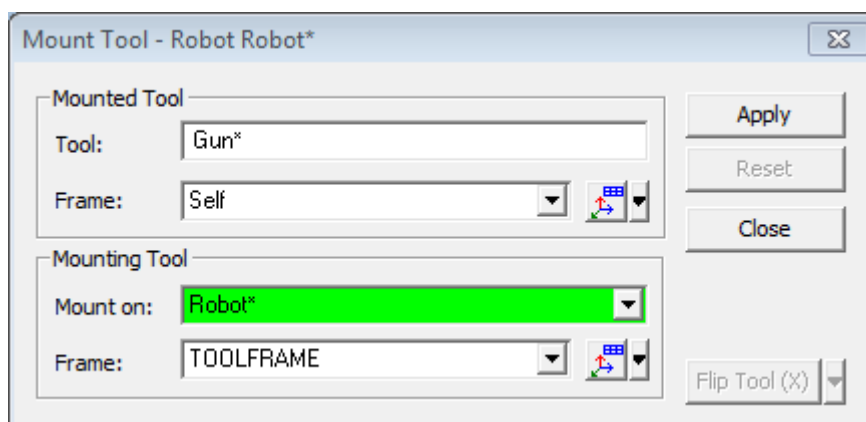 Mount Tool - Robot Robot*
Mounted Tool
Tool: Gun*
Frame: Self
Apply
Reset
Close
Mounting Tool
Mount on: Robot*
Frame: TOOLFRAME
Flip Tool (X)